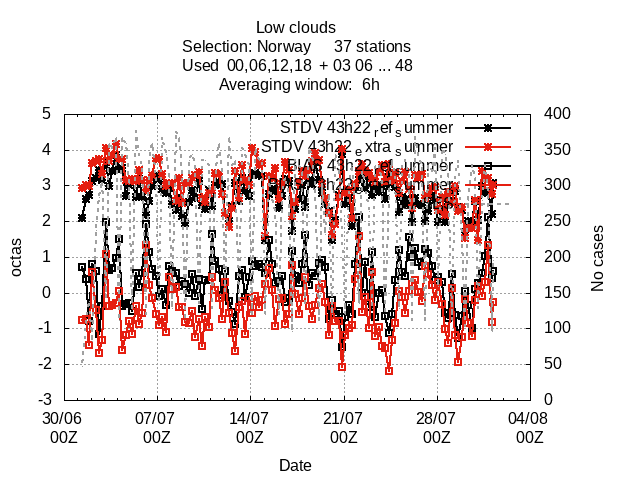 Low clouds
Selection: Norway 37 stations
Used 00,06,12,18 + 03 06 ... 48
Averaging window: 6h
STDV 43h22_ref_summer
STDV 43h22_extra_summer
BIAS 43h22_ref_summer
summer
5
4
3
2
1
0
-1
-2
-3
octas
400
350
300
250
200
150
100
50
0
No cases
30/06 07/07 14/07 21/07 28/07 04/08
00Z 00Z 00Z 00Z 00Z 00Z
Date